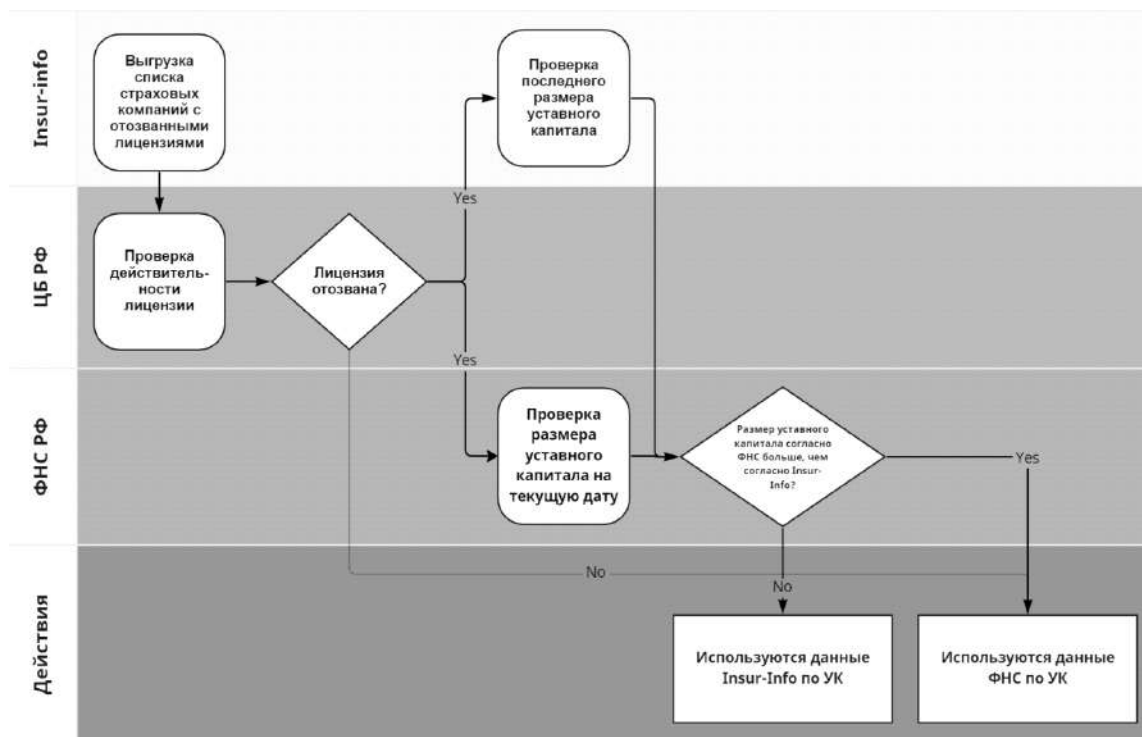 Insur-info
Выгрузка
списка
страховых
компаний с
отозванными
лицензиями
Проверка
последнего
размера
уставного
капитала
Yes
ЦБ РФ
Проверка
действитель-
ности
лицензии
Лицензия
отозвана?
Yes
ФНС РФ
Проверка
размера
уставного
капитала на
текущую дату
Размер уставного
капитала согласно
ФНС больше, чем
согласно Insur-
Info?
Yes
Действия
No
No
Используются данные
Insur-Info по УК
Используются данные
ФНС по УК